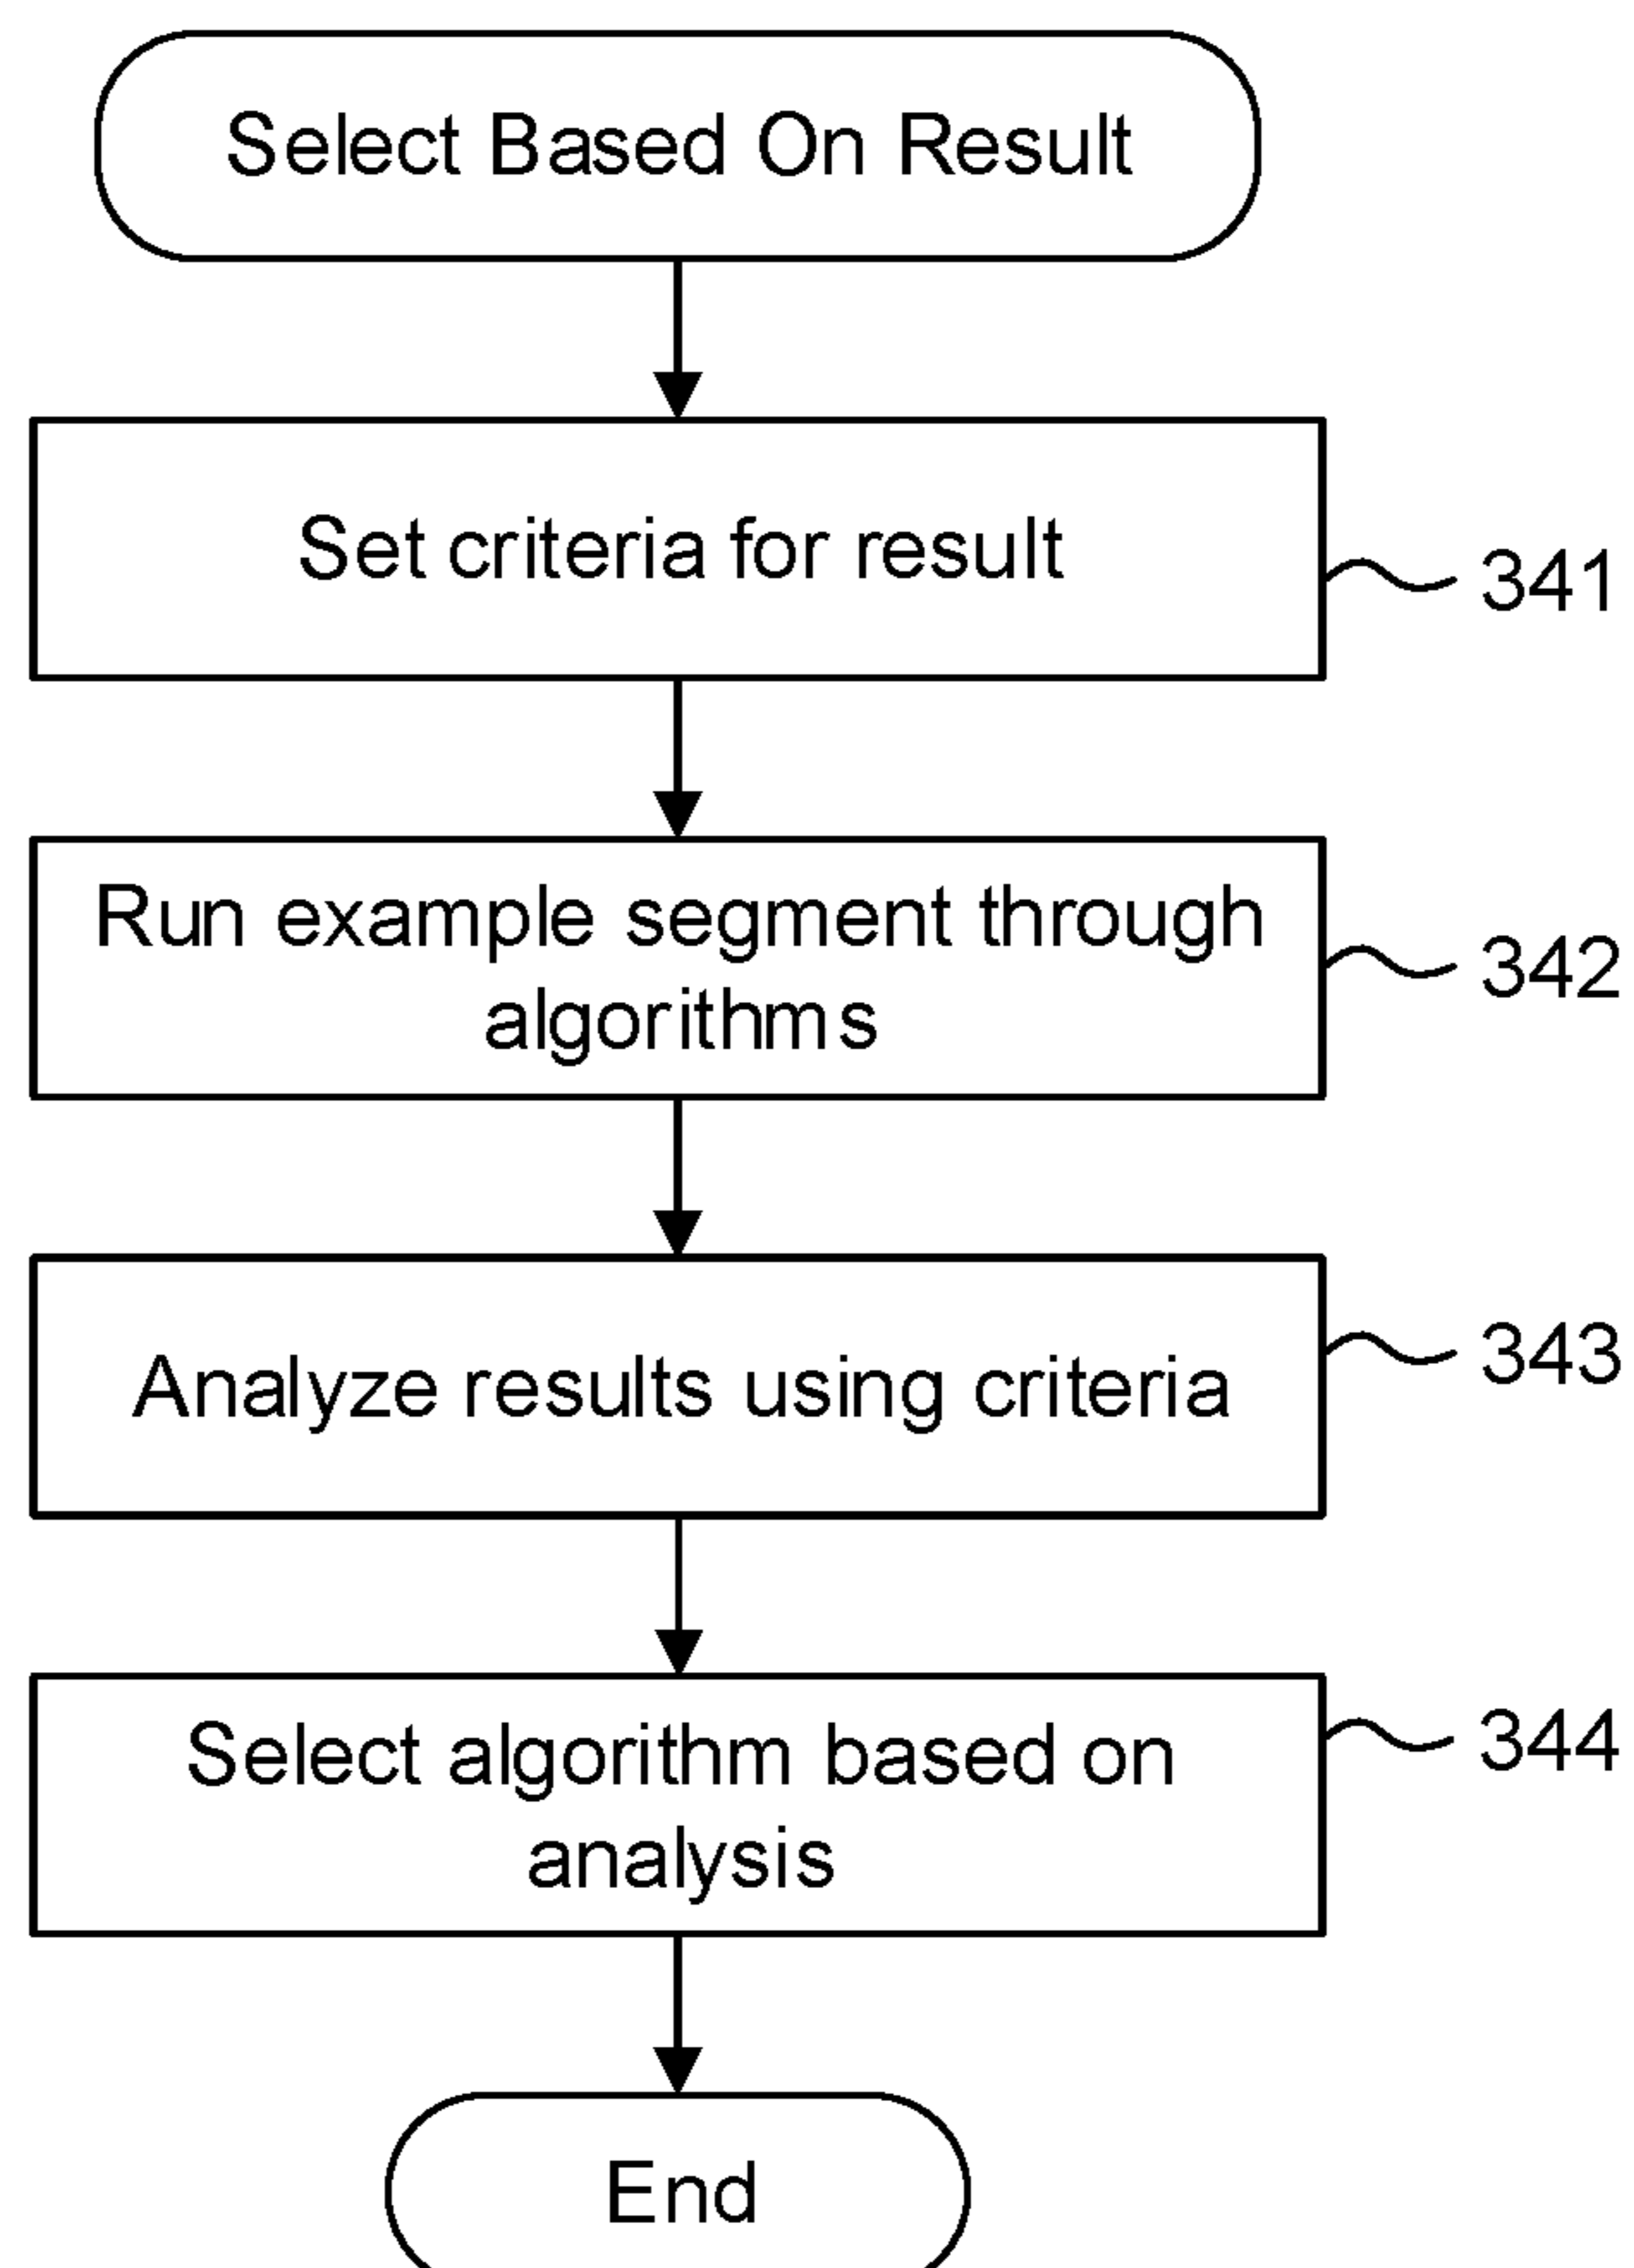 Select Based On Result
Set criteria for result
341
Run example segment through
algorithms
342
Analyze results using criteria
343
Select algorithm based on
analysis
344
End